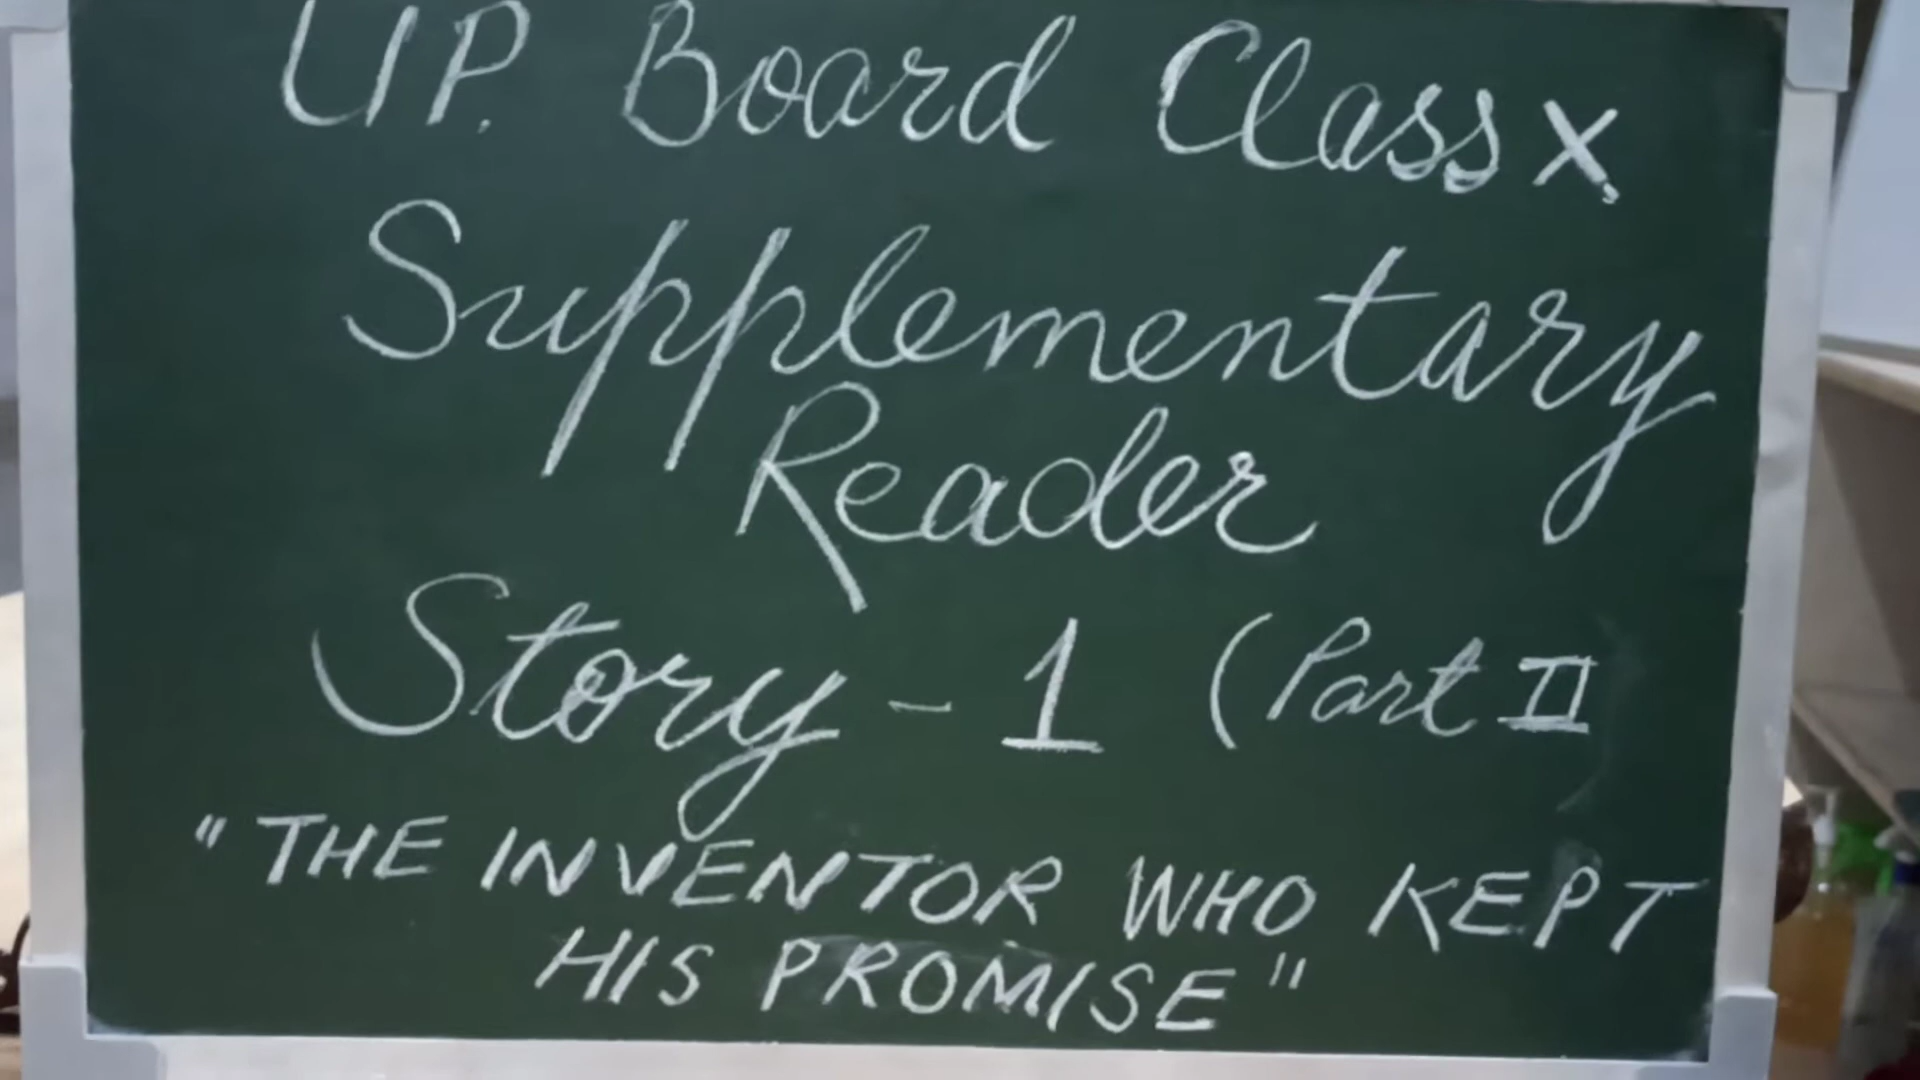 U.P. Board Class X.
Supplementary
Reader
Story - 1 (Part II
"THE INVENTOR WHO KEPT
HIS PROMISE"